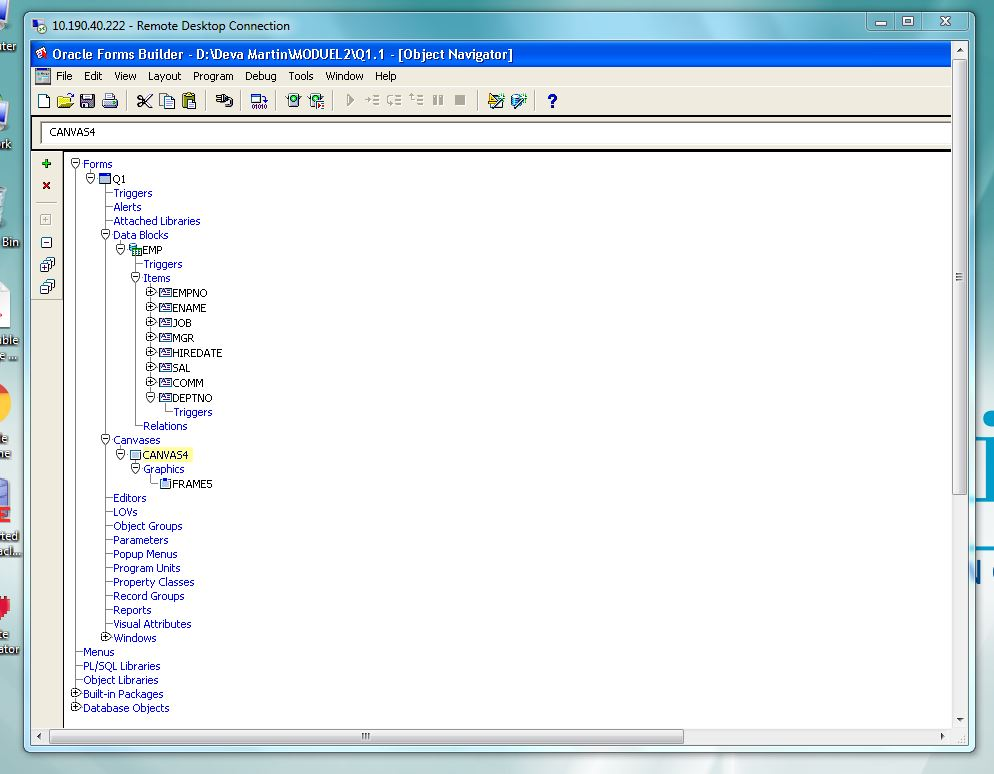 10.190.40.222 - Remote Desktop Connection
ter
Oracle Forms Builder - D:\Deva Martin\MODUEL2\Q1.1 - [Object Navigator]
File Edit View Layout Program Debug Tools Window Help
CANVAS4
rk
Forms
Q1
Triggers
Alerts
Attached Libraries
Data Blocks
Bin
EMP
Triggers
Items
EMPNO
ENAME
JOB
MGR
HIREDATE
SAL
COMM
DEPTNO
Triggers
Relations
Canvases
CANVAS4
Graphics
FRAME5
Editors
LOVs
Object Groups
Parameters
Popup Menus
Program Units
Property Classes
Record Groups
Reports
Visual Attributes
Windows
Menus
PL/SQL Libraries
Object Libraries
Built-in Packages
Database Objects